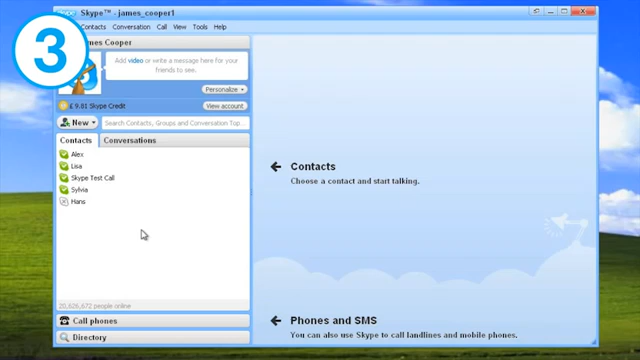 3
Skype™ - james_cooper1
Contacts Conversation Call View Tools Help
mes Cooper
Add video or write a message here for your friends to see.
Personalize
£ 9.81 Skype Credit
View account
New
Search Contacts, Groups and Conversation Top...
Contacts
Conversations
Alex
Lisa
Skype Test Call
Sylvia
Hans
20,626,672 people online
Call phones
Directory
Contacts
Choose a contact and start talking.
Phones and SMS
You can also use Skype to call landlines and mobile phones.